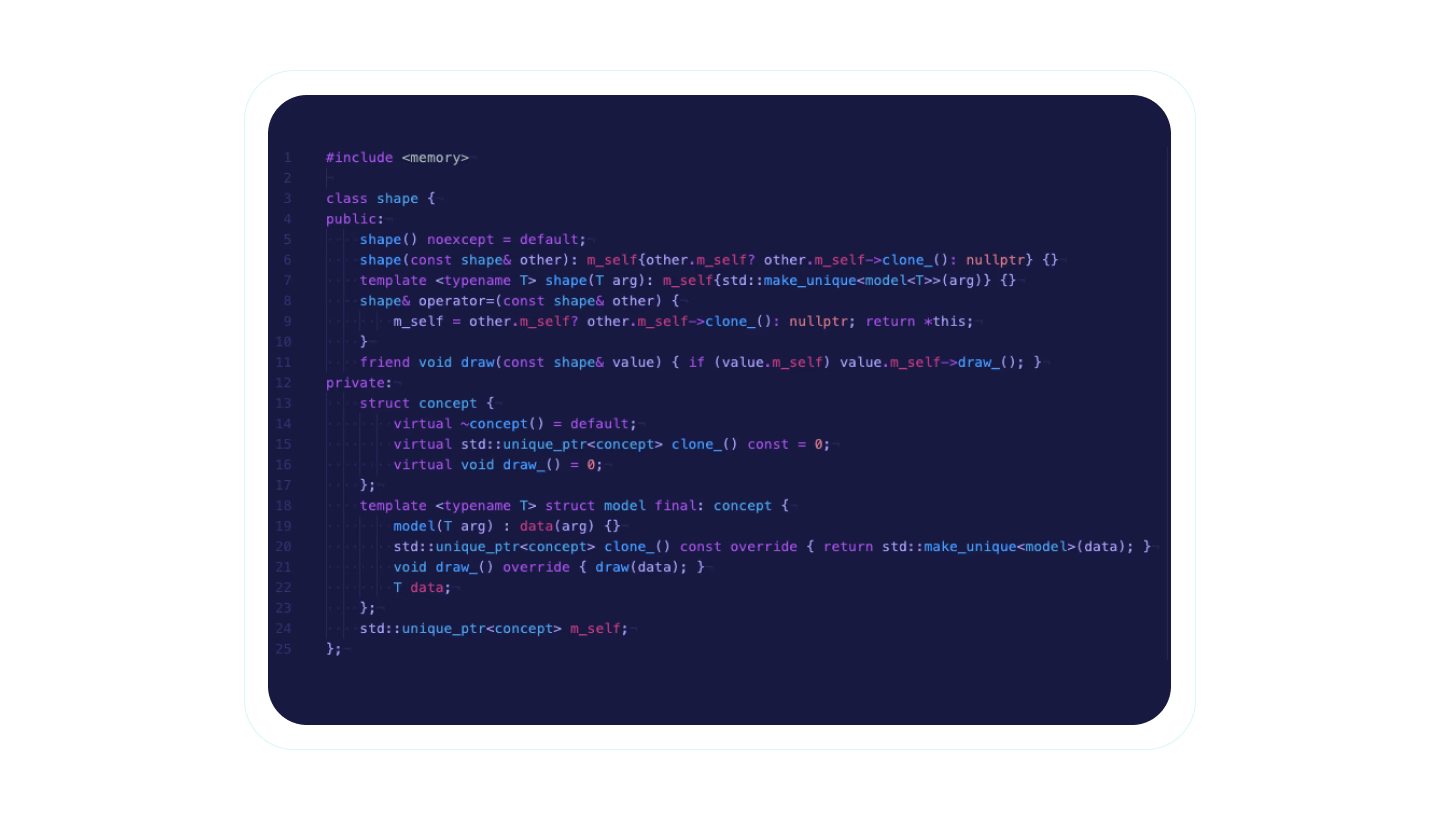 1 #include <memory>
2
3 class shape {
4 public:
5     shape() noexcept = default;
6     shape(const shape& other): m_self{other.m_self? other.m_self->clone_(): nullptr} {}
7     template <typename T> shape(T arg): m_self{std::make_unique<model<T>>(arg)} {}
8     shape& operator=(const shape& other) {
9         m_self = other.m_self? other.m_self->clone_(): nullptr; return *this;
10     }
11     friend void draw(const shape& value) { if (value.m_self) value.m_self->draw_(); }
12 private:
13     struct concept {
14         virtual ~concept() = default;
15         virtual std::unique_ptr<concept> clone_() const = 0;
16         virtual void draw_() = 0;
17     };
18     template <typename T> struct model final: concept {
19         model(T arg) : data(arg) {}
20         std::unique_ptr<concept> clone_() const override { return std::make_unique<model>(data); }
21         void draw_() override { draw(data); }
22         T data;
23     };
24     std::unique_ptr<concept> m_self;
25 };